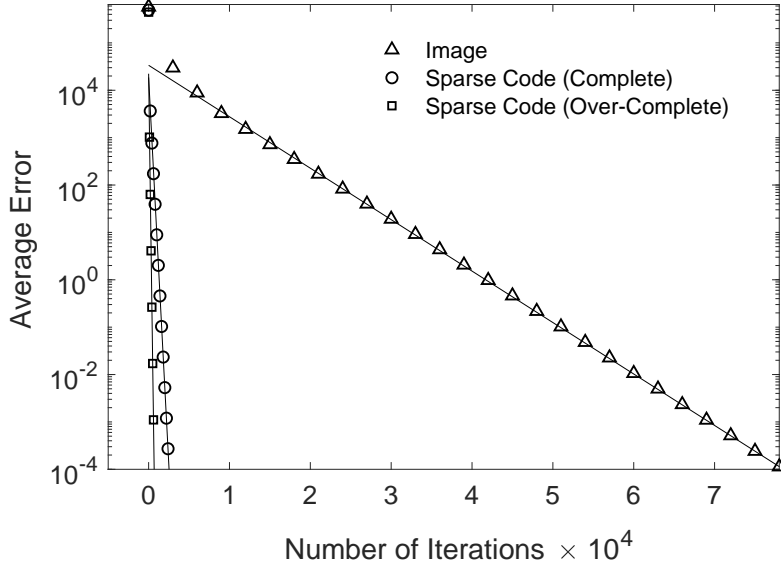 Image
Sparse Code (Complete)
Sparse Code (Over-Complete)
Average Error
10^4
10^2
10^0
10^-2
10^-4
0 1 2 3 4 5 6 7
Number of Iterations × 10^4